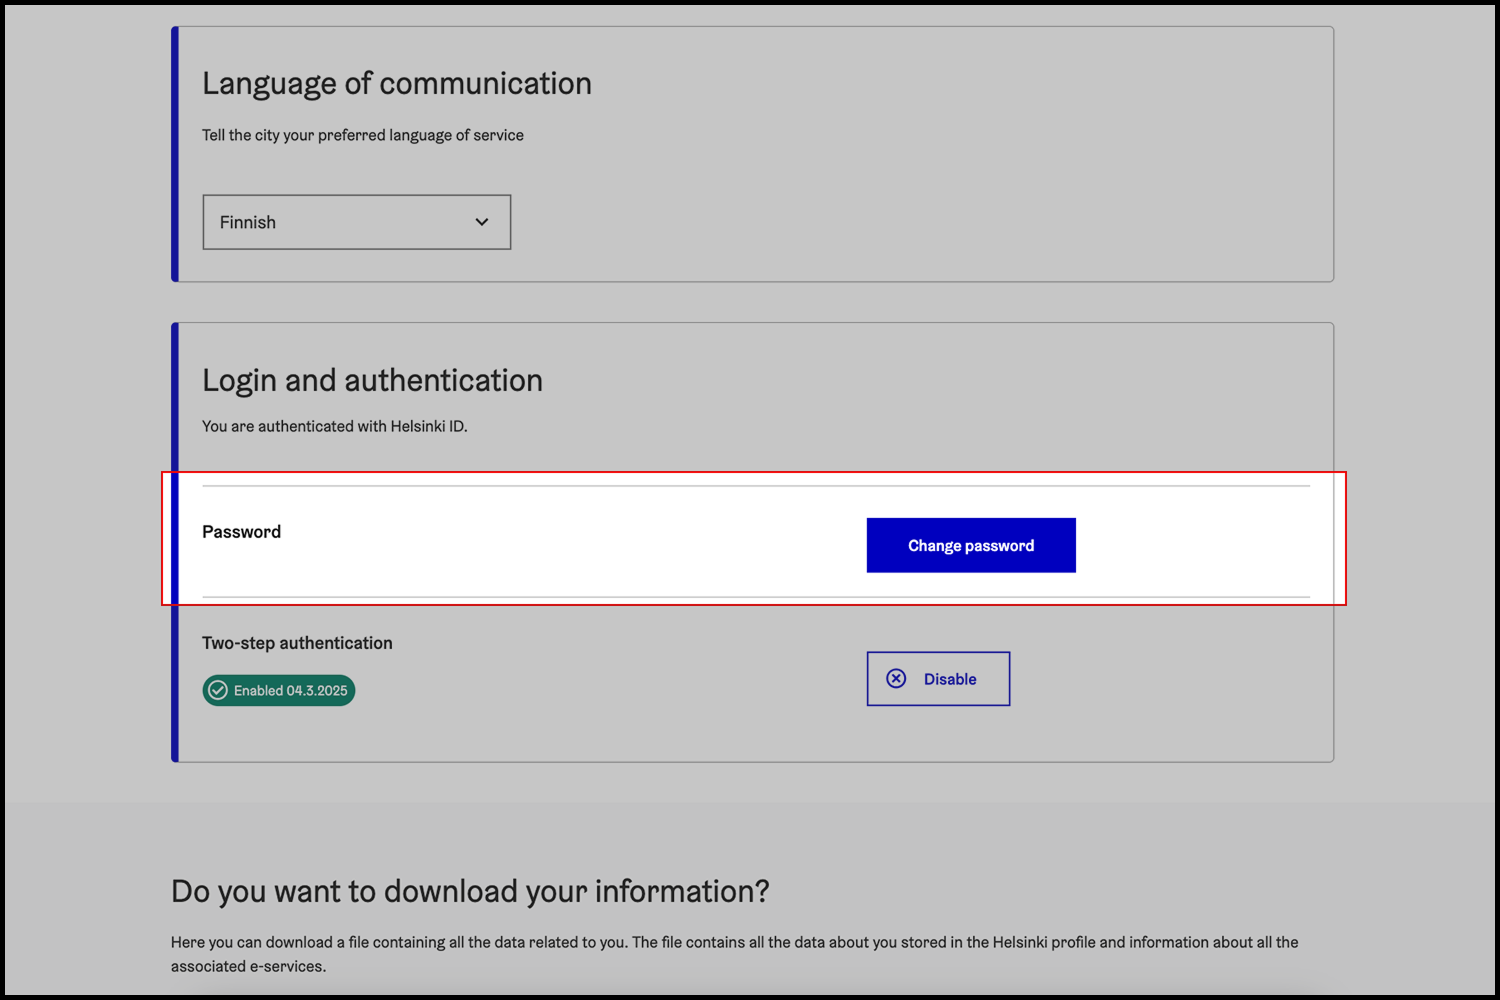 Language of communication
Tell the city your preferred language of service
Finnish
Login and authentication
You are authenticated with Helsinki ID.
Password
Change password
Two-step authentication
Enabled 04.3.2025
Disable
Do you want to download your information?
Here you can download a file containing all the data related to you. The file contains all the data about you stored in the Helsinki profile and information about all the
associated e-services.